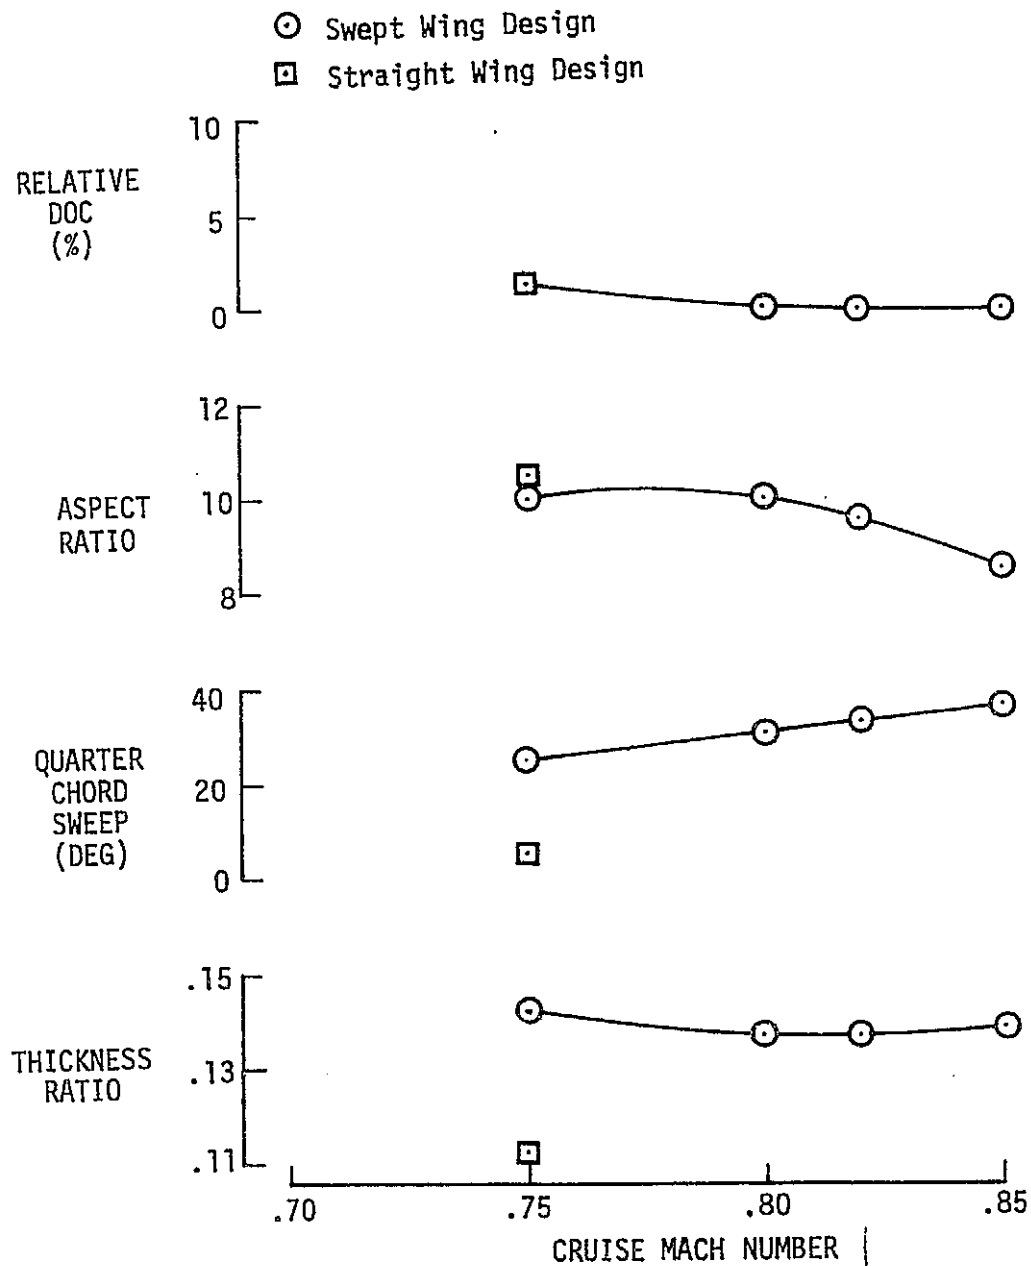 Swept Wing Design
Straight Wing Design
10
RELATIVE
DOC
(%)
5
0
12
ASPECT
RATIO
10
8
40
QUARTER
CHORD
SWEEP
(DEG)
20
0
.15
THICKNESS
RATIO
.13
.11
.70
.75
.80
.85
CRUISE MACH NUMBER